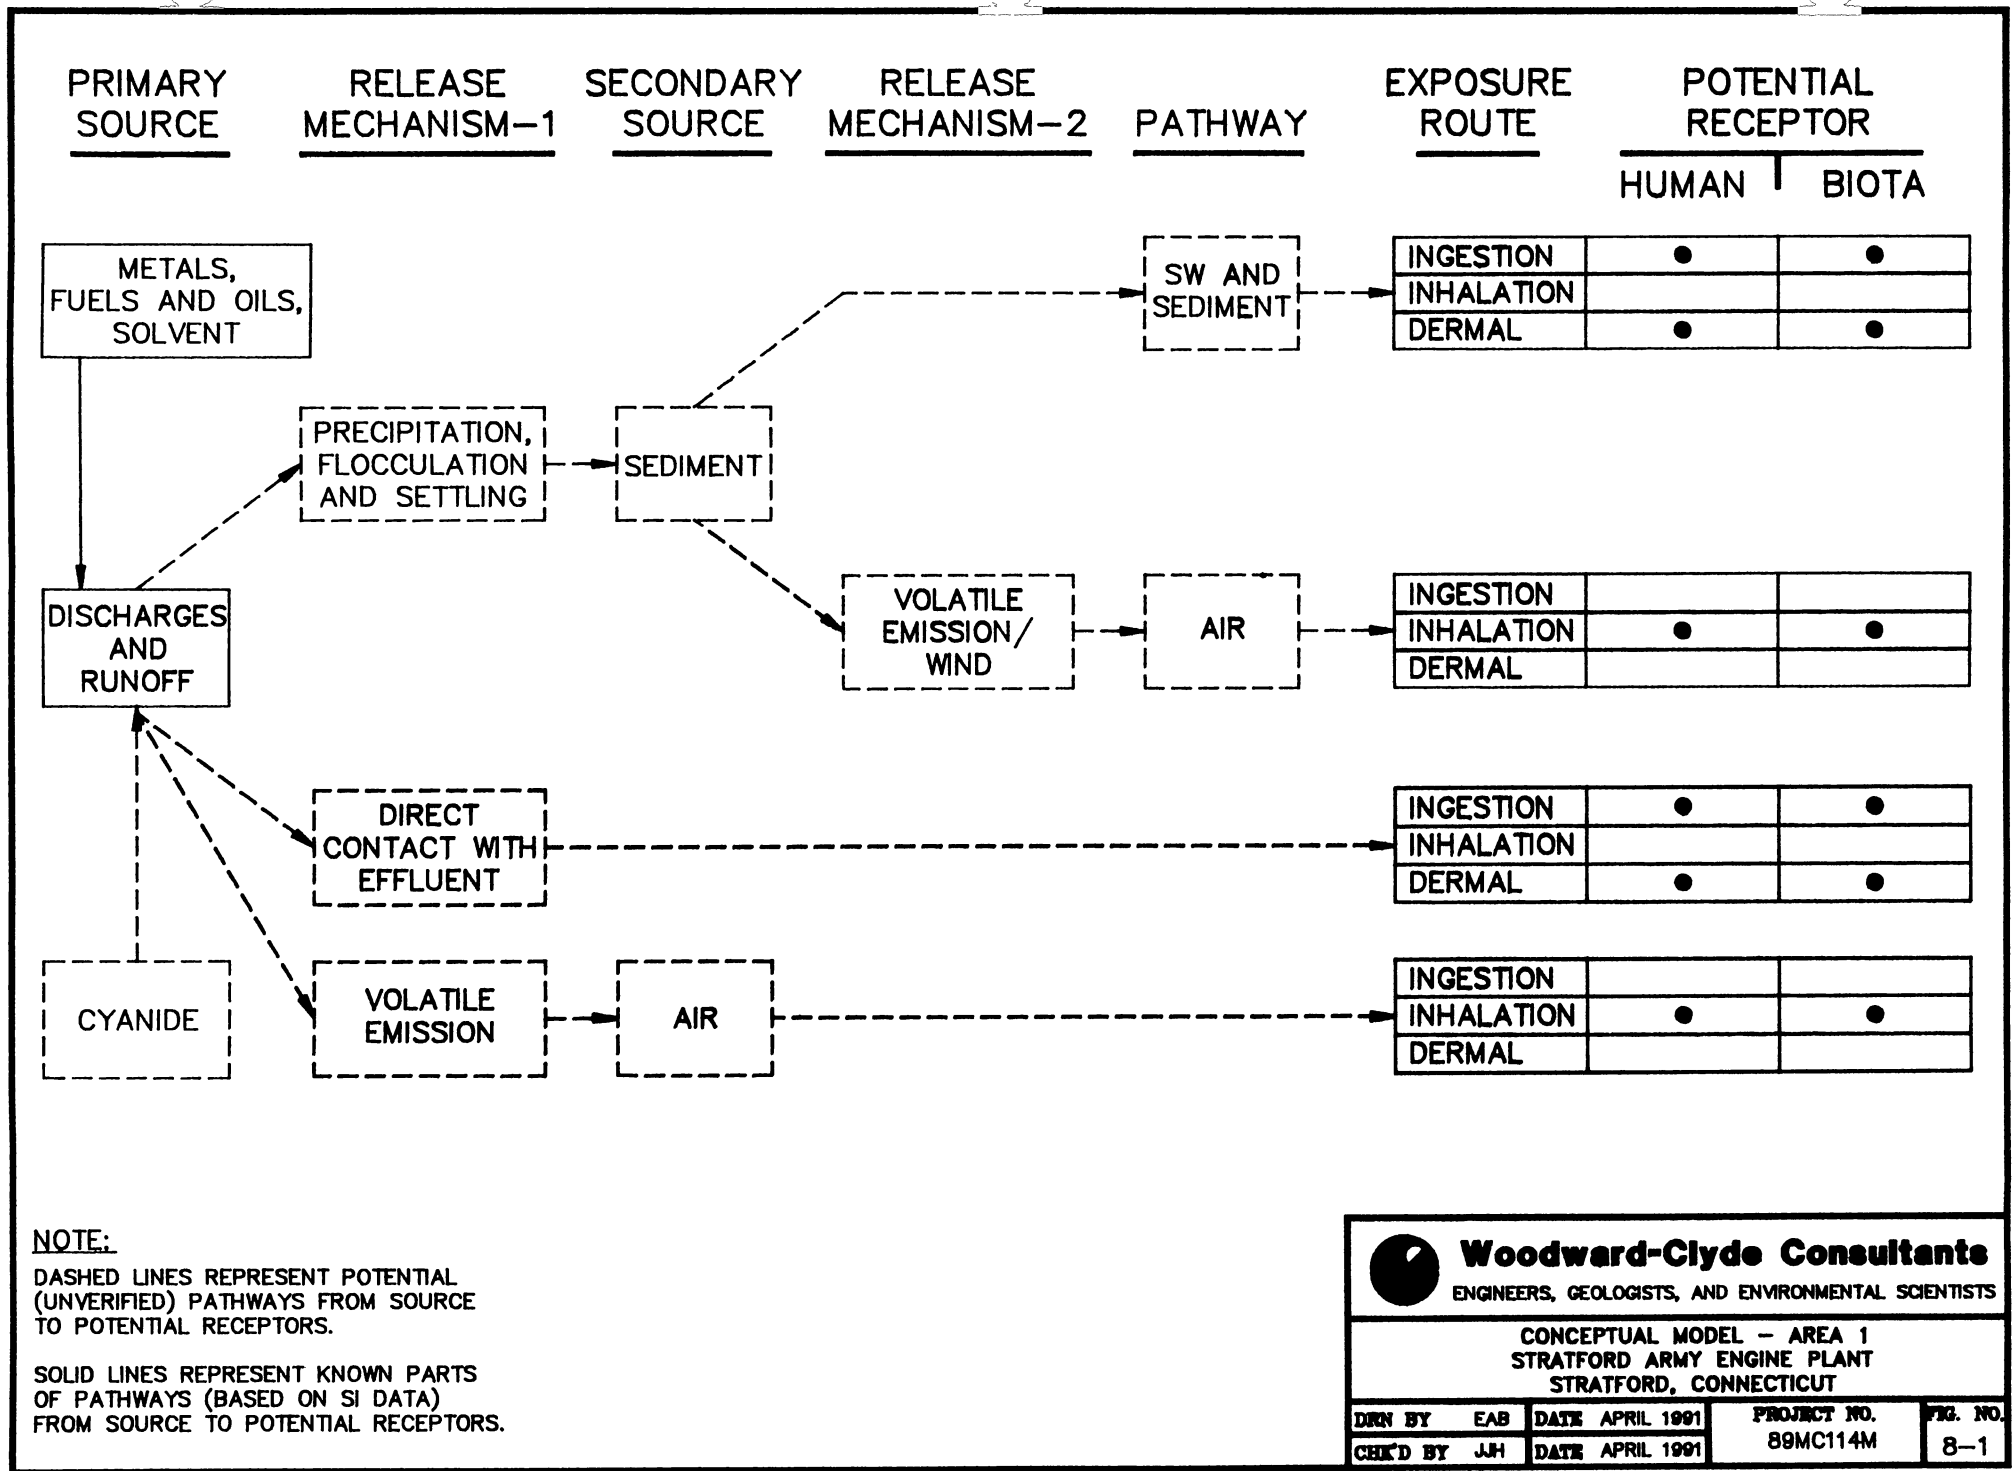 PRIMARY
SOURCE
RELEASE
MECHANISM-1
SECONDARY
SOURCE
RELEASE
MECHANISM-2
PATHWAY
EXPOSURE
ROUTE
POTENTIAL
RECEPTOR
HUMAN
BIOTA
METALS,
FUELS AND OILS,
SOLVENT
SW AND
SEDIMENT
INGESTION
INHALATION
DERMAL
PRECIPITATION,
FLOCCULATION
AND SETTLING
SEDIMENT
DISCHARGES
AND
RUNOFF
VOLATILE
EMISSION/
WIND
AIR
INGESTION
INHALATION
DERMAL
DIRECT
CONTACT WITH
EFFLUENT
INGESTION
INHALATION
DERMAL
CYANIDE
VOLATILE
EMISSION
AIR
INGESTION
INHALATION
DERMAL
NOTE:
DASHED LINES REPRESENT POTENTIAL
(UNVERIFIED) PATHWAYS FROM SOURCE
TO POTENTIAL RECEPTORS.
SOLID LINES REPRESENT KNOWN PARTS
OF PATHWAYS (BASED ON SI DATA)
FROM SOURCE TO POTENTIAL RECEPTORS.
Woodward-Clyde Consultants
ENGINEERS, GEOLOGISTS, AND ENVIRONMENTAL SCIENTISTS
CONCEPTUAL MODEL - AREA 1
STRATFORD ARMY ENGINE PLANT
STRATFORD, CONNECTICUT
DRN BY EAB DATE APRIL 1991
CHK'D BY JJH DATE APRIL 1991
PROJECT NO.
89MC114M
FIG. NO.
8-1